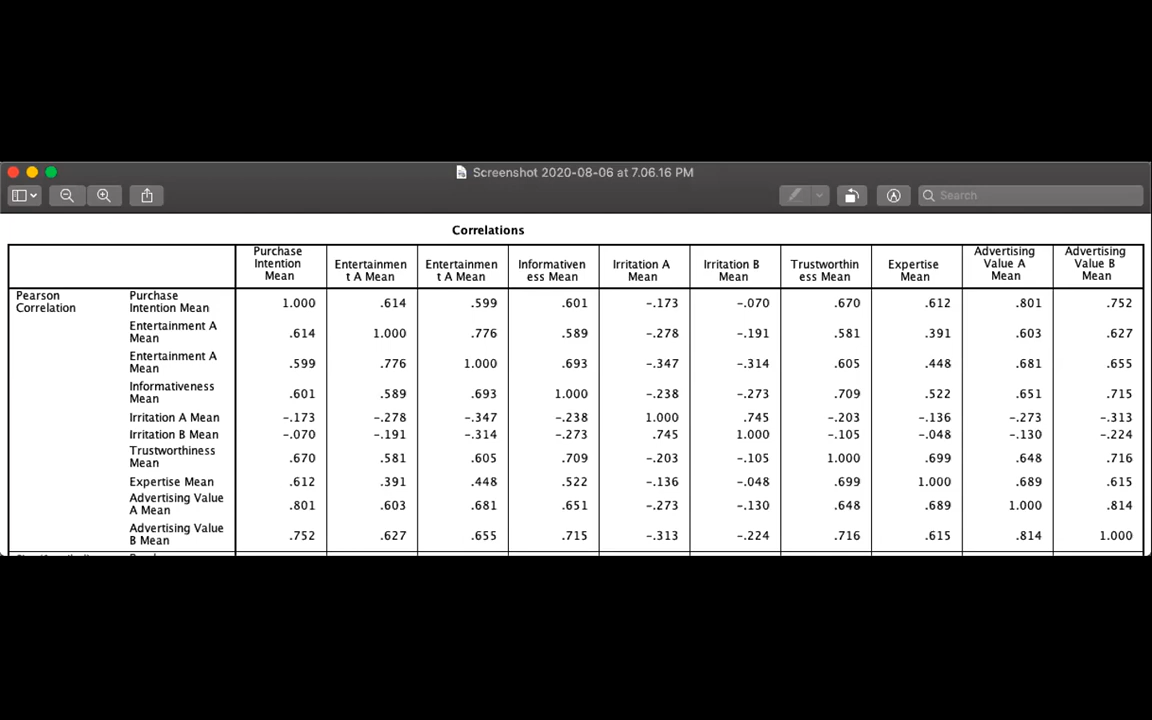 Screenshot 2020-08-06 at 7.06.16 PM
Search
Correlations
Purchase Intention Mean
Entertainmen t A Mean
Entertainmen t A Mean
Informativen ess Mean
Irritation A Mean
Irritation B Mean
Trustworthin ess Mean
Expertise Mean
Advertising Value A Mean
Advertising Value B Mean
Pearson Correlation
Purchase Intention Mean 1.000 .614 .599 .601 -.173 -.070 .670 .612 .801 .752
Entertainment A Mean .614 1.000 .776 .589 -.278 -.191 .581 .391 .603 .627
Entertainment A Mean .599 .776 1.000 .693 -.347 -.314 .605 .448 .681 .655
Informativeness Mean .601 .589 .693 1.000 -.238 -.273 .709 .522 .651 .715
Irritation A Mean -.173 -.278 -.347 -.238 1.000 .745 -.203 -.136 -.273 -.313
Irritation B Mean -.070 -.191 -.314 -.273 .745 1.000 -.105 -.048 -.130 -.224
Trustworthiness Mean .670 .581 .605 .709 -.203 -.105 1.000 .699 .648 .716
Expertise Mean .612 .391 .448 .522 -.136 -.048 .699 1.000 .689 .615
Advertising Value A Mean .801 .603 .681 .651 -.273 -.130 .648 .689 1.000 .814
Advertising Value B Mean .752 .627 .655 .715 -.313 -.224 .716 .615 .814 1.000